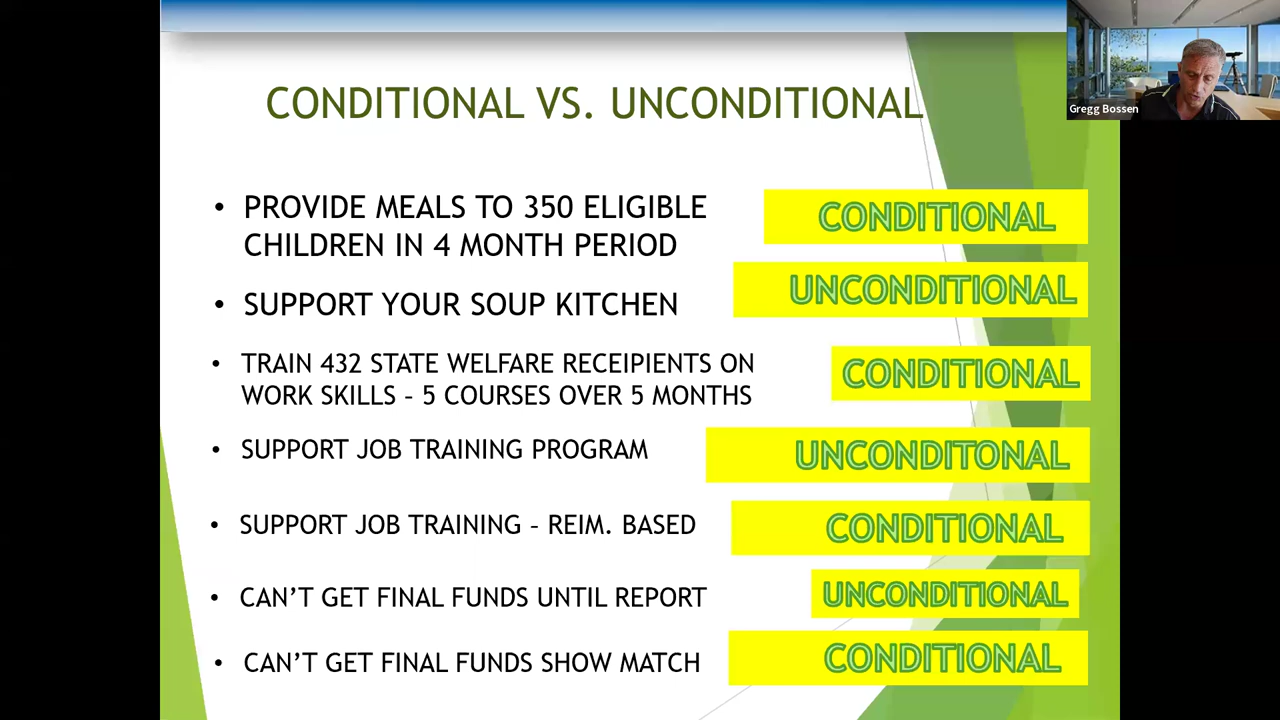 Gregg Bossen
CONDITIONAL VS. UNCONDITIONAL
• PROVIDE MEALS TO 350 ELIGIBLE
CHILDREN IN 4 MONTH PERIOD
CONDITIONAL
• SUPPORT YOUR SOUP KITCHEN
UNCONDITIONAL
• TRAIN 432 STATE WELFARE RECEIPIENTS ON
WORK SKILLS – 5 COURSES OVER 5 MONTHS
CONDITIONAL
• SUPPORT JOB TRAINING PROGRAM
UNCONDITONAL
• SUPPORT JOB TRAINING – REIM. BASED
CONDITIONAL
• CAN’T GET FINAL FUNDS UNTIL REPORT
UNCONDITIONAL
• CAN’T GET FINAL FUNDS SHOW MATCH
CONDITIONAL